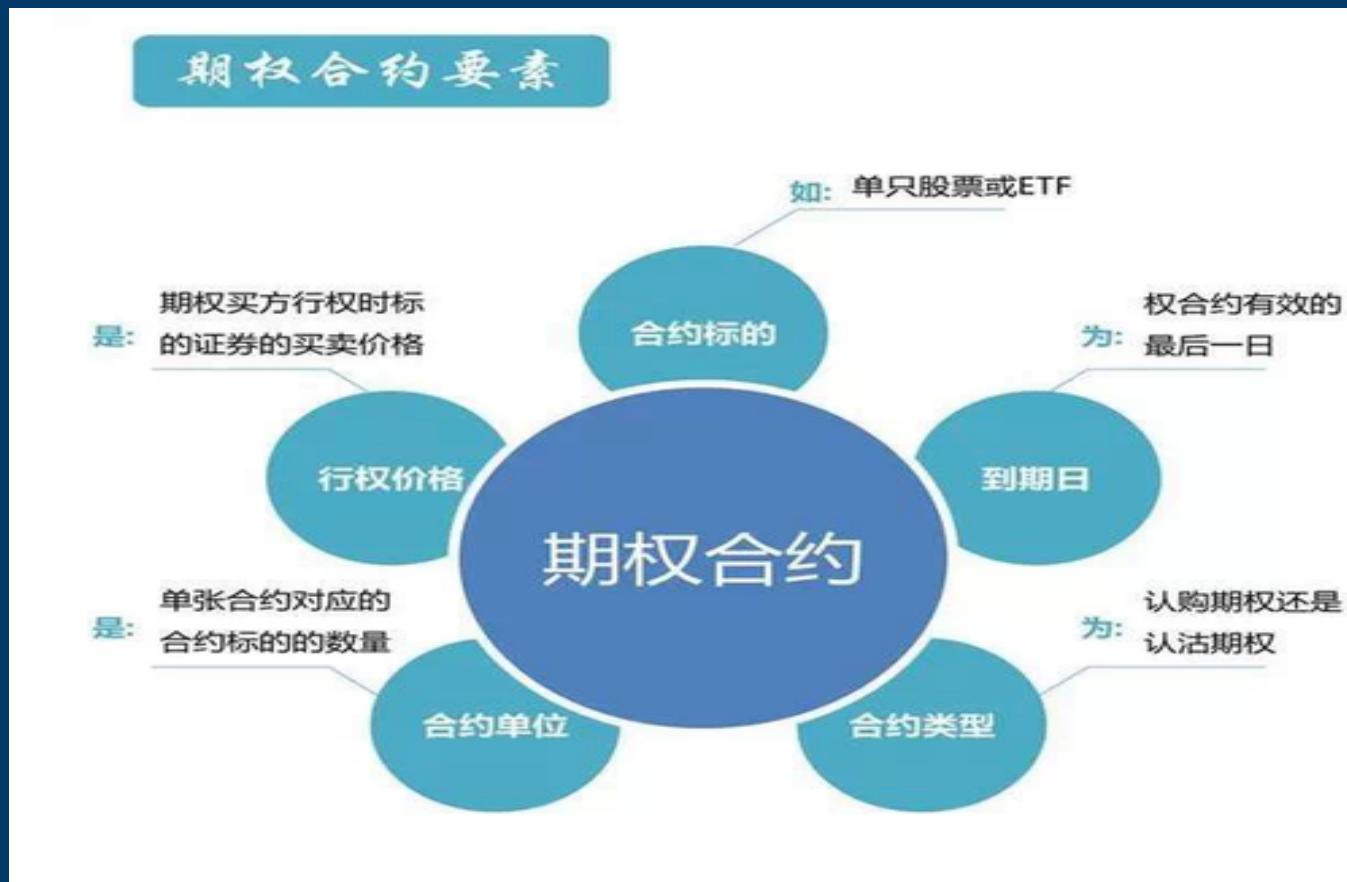 期权合约要素
如: 单只股票或ETF
合约标的
是: 期权买方行权时标
的证券的买卖价格
行权价格
为: 权合约有效的
最后一日
到期日
期权合约
是: 单张合约对应的
合约标的的数量
合约单位
为: 认购期权还是
认沽期权
合约类型